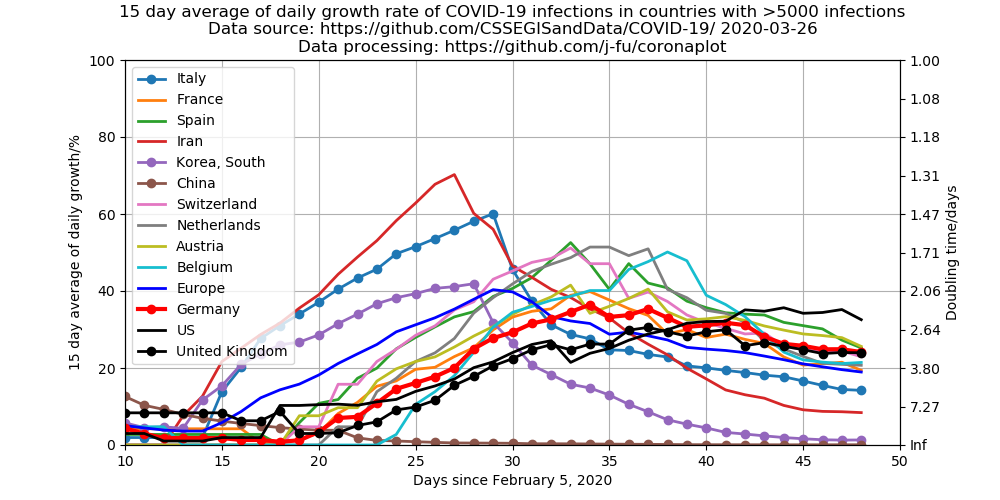 15 day average of daily growth rate of COVID-19 infections in countries with >5000 infections
Data source: https://github.com/CSSEGISandData/COVID-19/ 2020-03-26
Data processing: https://github.com/j-fu/coronaplot
15 day average of daily growth/%
100
80
60
40
20
0
Italy
France
Spain
Iran
Korea, South
China
Switzerland
Netherlands
Austria
Belgium
Europe
Germany
US
United Kingdom
1.00
1.08
1.18
1.31
1.47
1.71
2.06
2.64
3.80
7.27
Inf
Doubling time/days
10
15
20
25
30
35
40
45
50
Days since February 5, 2020